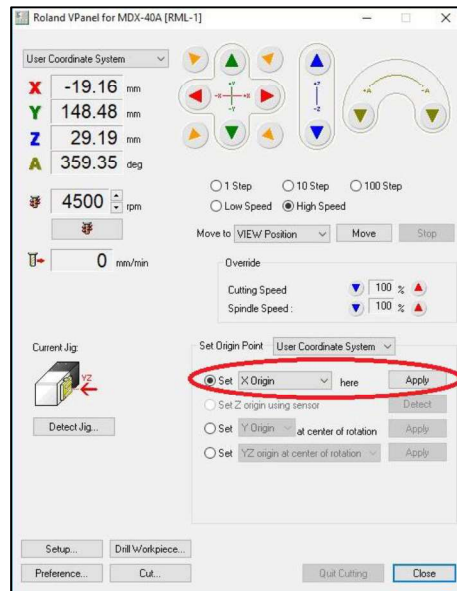 Roland VPanel for MDX-40A [RML-1]
User Coordinate System
X -19.16 mm
Y 148.48 mm
Z 29.19 mm
A 359.35 deg
4500 rpm
0 mm/min
+Y
-X +X
-Y
+Z
-Z
+A -A
1 Step 10 Step 100 Step
Low Speed High Speed
Move to VIEW Position Move Stop
Override
Cutting Speed 100 %
Spindle Speed : 100 %
Current Jig:
YZ
Detect Jig...
Set Origin Point User Coordinate System
Set X Origin here Apply
Set Z origin using sensor Detect
Set Y Origin at center of rotation Apply
Set YZ origin at center of rotation Apply
Setup... Drill Workpiece...
Preference... Cut... Quit Cutting Close